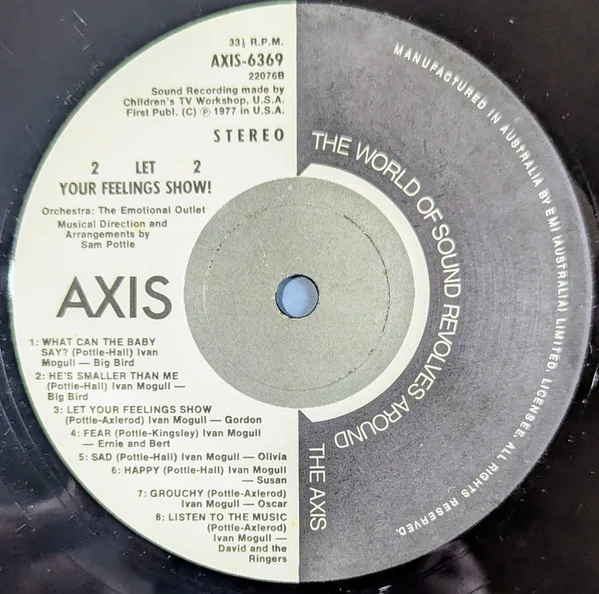 33⅓ R.P.M.
AXIS-6369
22076B
Sound Recording made by
Children's TV Workshop, U.S.A.
First Publ. (C) Ⓟ 1977 in U.S.A.
STEREO
2 LET 2
YOUR FEELINGS SHOW!
Orchestra: The Emotional Outlet
Musical Direction and
Arrangements by
Sam Pottle
AXIS
1: WHAT CAN THE BABY
SAY? (Pottle-Hall) Ivan
Mogull — Big Bird
2: HE'S SMALLER THAN ME
(Pottle-Hall) Ivan Mogull —
Big Bird
3: LET YOUR FEELINGS SHOW
(Pottle-Axlerod) Ivan Mogull — Gordon
4: FEAR (Pottle-Kingsley) Ivan Mogull
— Ernie and Bert
5: SAD (Pottle-Hall) Ivan Mogull — Olivia
6: HAPPY (Pottle-Hall) Ivan Mogull
— Susan
7: GROUCHY (Pottle-Axlerod)
Ivan Mogull — Oscar
8: LISTEN TO THE MUSIC
(Pottle-Axlerod)
Ivan Mogull —
David and the
Ringers
THE WORLD OF SOUND REVOLVES AROUND THE AXIS
MANUFACTURED IN AUSTRALIA BY EMI (AUSTRALIA) LIMITED, LICENSEE. ALL RIGHTS RESERVED.